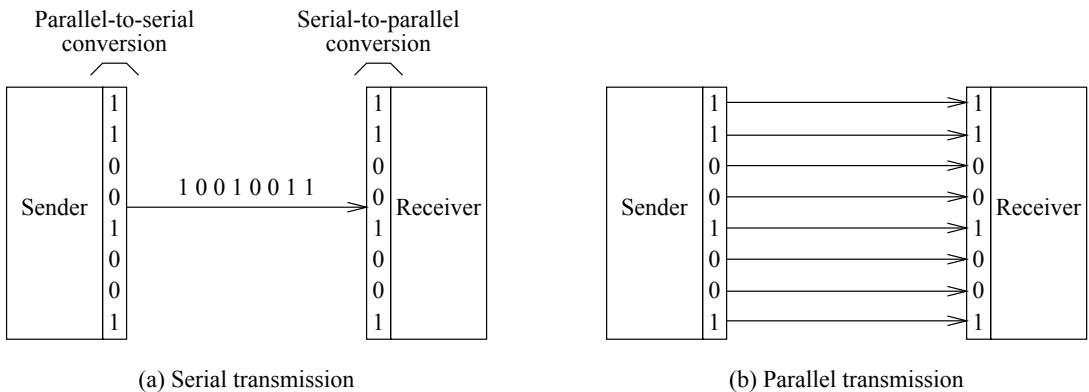 Parallel-to-serial
conversion
Serial-to-parallel
conversion
Sender
1
1
0
0
1
0
0
1
1 0 0 1 0 0 1 1
1
1
0
0
1
0
0
1
Receiver
(a) Serial transmission
Sender
1
1
0
0
1
0
0
1
1
1
0
0
1
0
0
1
Receiver
(b) Parallel transmission